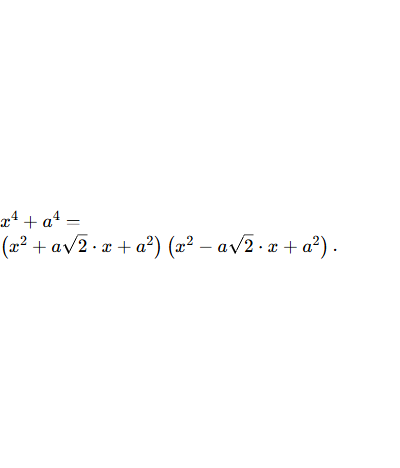 x⁴ + a⁴ =
(x² + a√2 · x + a²) (x² − a√2 · x + a²) .